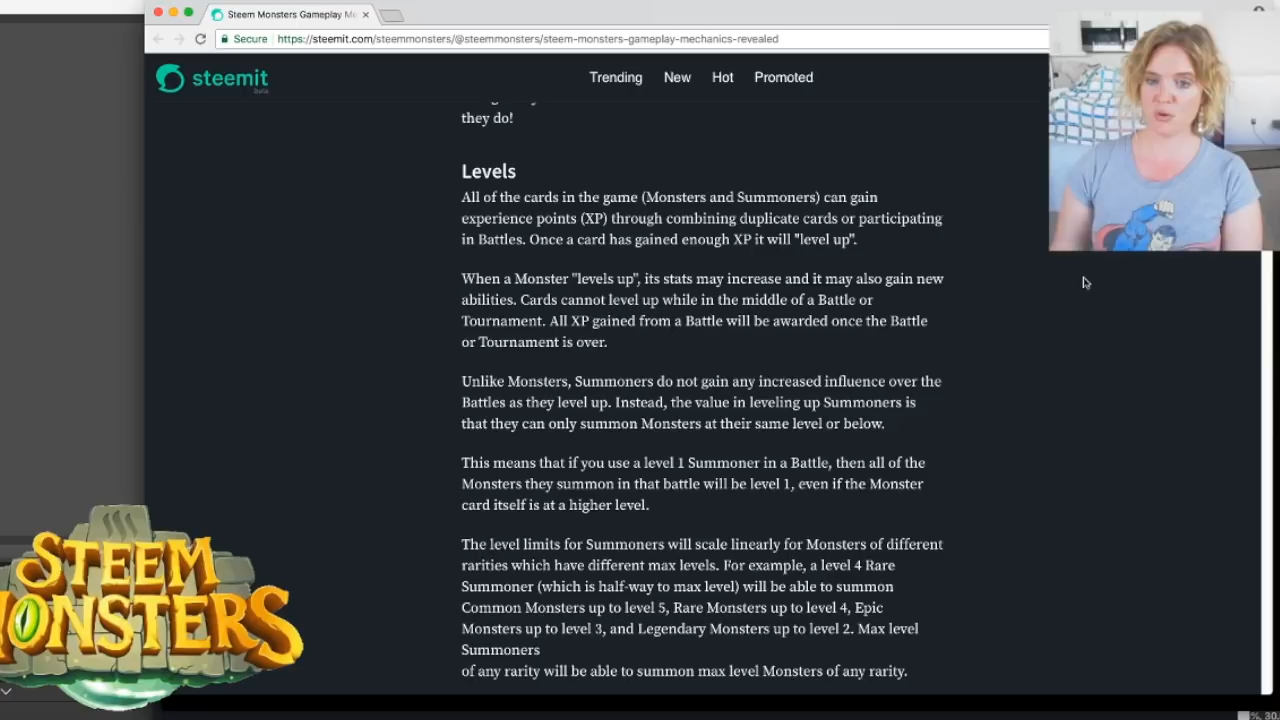 Steem Monsters Gameplay Me
Secure https://steemit.com/steemmonsters/@steemmonsters/steem-monsters-gameplay-mechanics-revealed
steemit
beta
Trending New Hot Promoted
they do!
Levels
All of the cards in the game (Monsters and Summoners) can gain
experience points (XP) through combining duplicate cards or participating
in Battles. Once a card has gained enough XP it will "level up".
When a Monster "levels up", its stats may increase and it may also gain new
abilities. Cards cannot level up while in the middle of a Battle or
Tournament. All XP gained from a Battle will be awarded once the Battle
or Tournament is over.
Unlike Monsters, Summoners do not gain any increased influence over the
Battles as they level up. Instead, the value in leveling up Summoners is
that they can only summon Monsters at their same level or below.
This means that if you use a level 1 Summoner in a Battle, then all of the
Monsters they summon in that battle will be level 1, even if the Monster
card itself is at a higher level.
The level limits for Summoners will scale linearly for Monsters of different
rarities which have different max levels. For example, a level 4 Rare
Summoner (which is half-way to max level) will be able to summon
Common Monsters up to level 5, Rare Monsters up to level 4, Epic
Monsters up to level 3, and Legendary Monsters up to level 2. Max level
Summoners
of any rarity will be able to summon max level Monsters of any rarity.
STEEM
MONSTERS